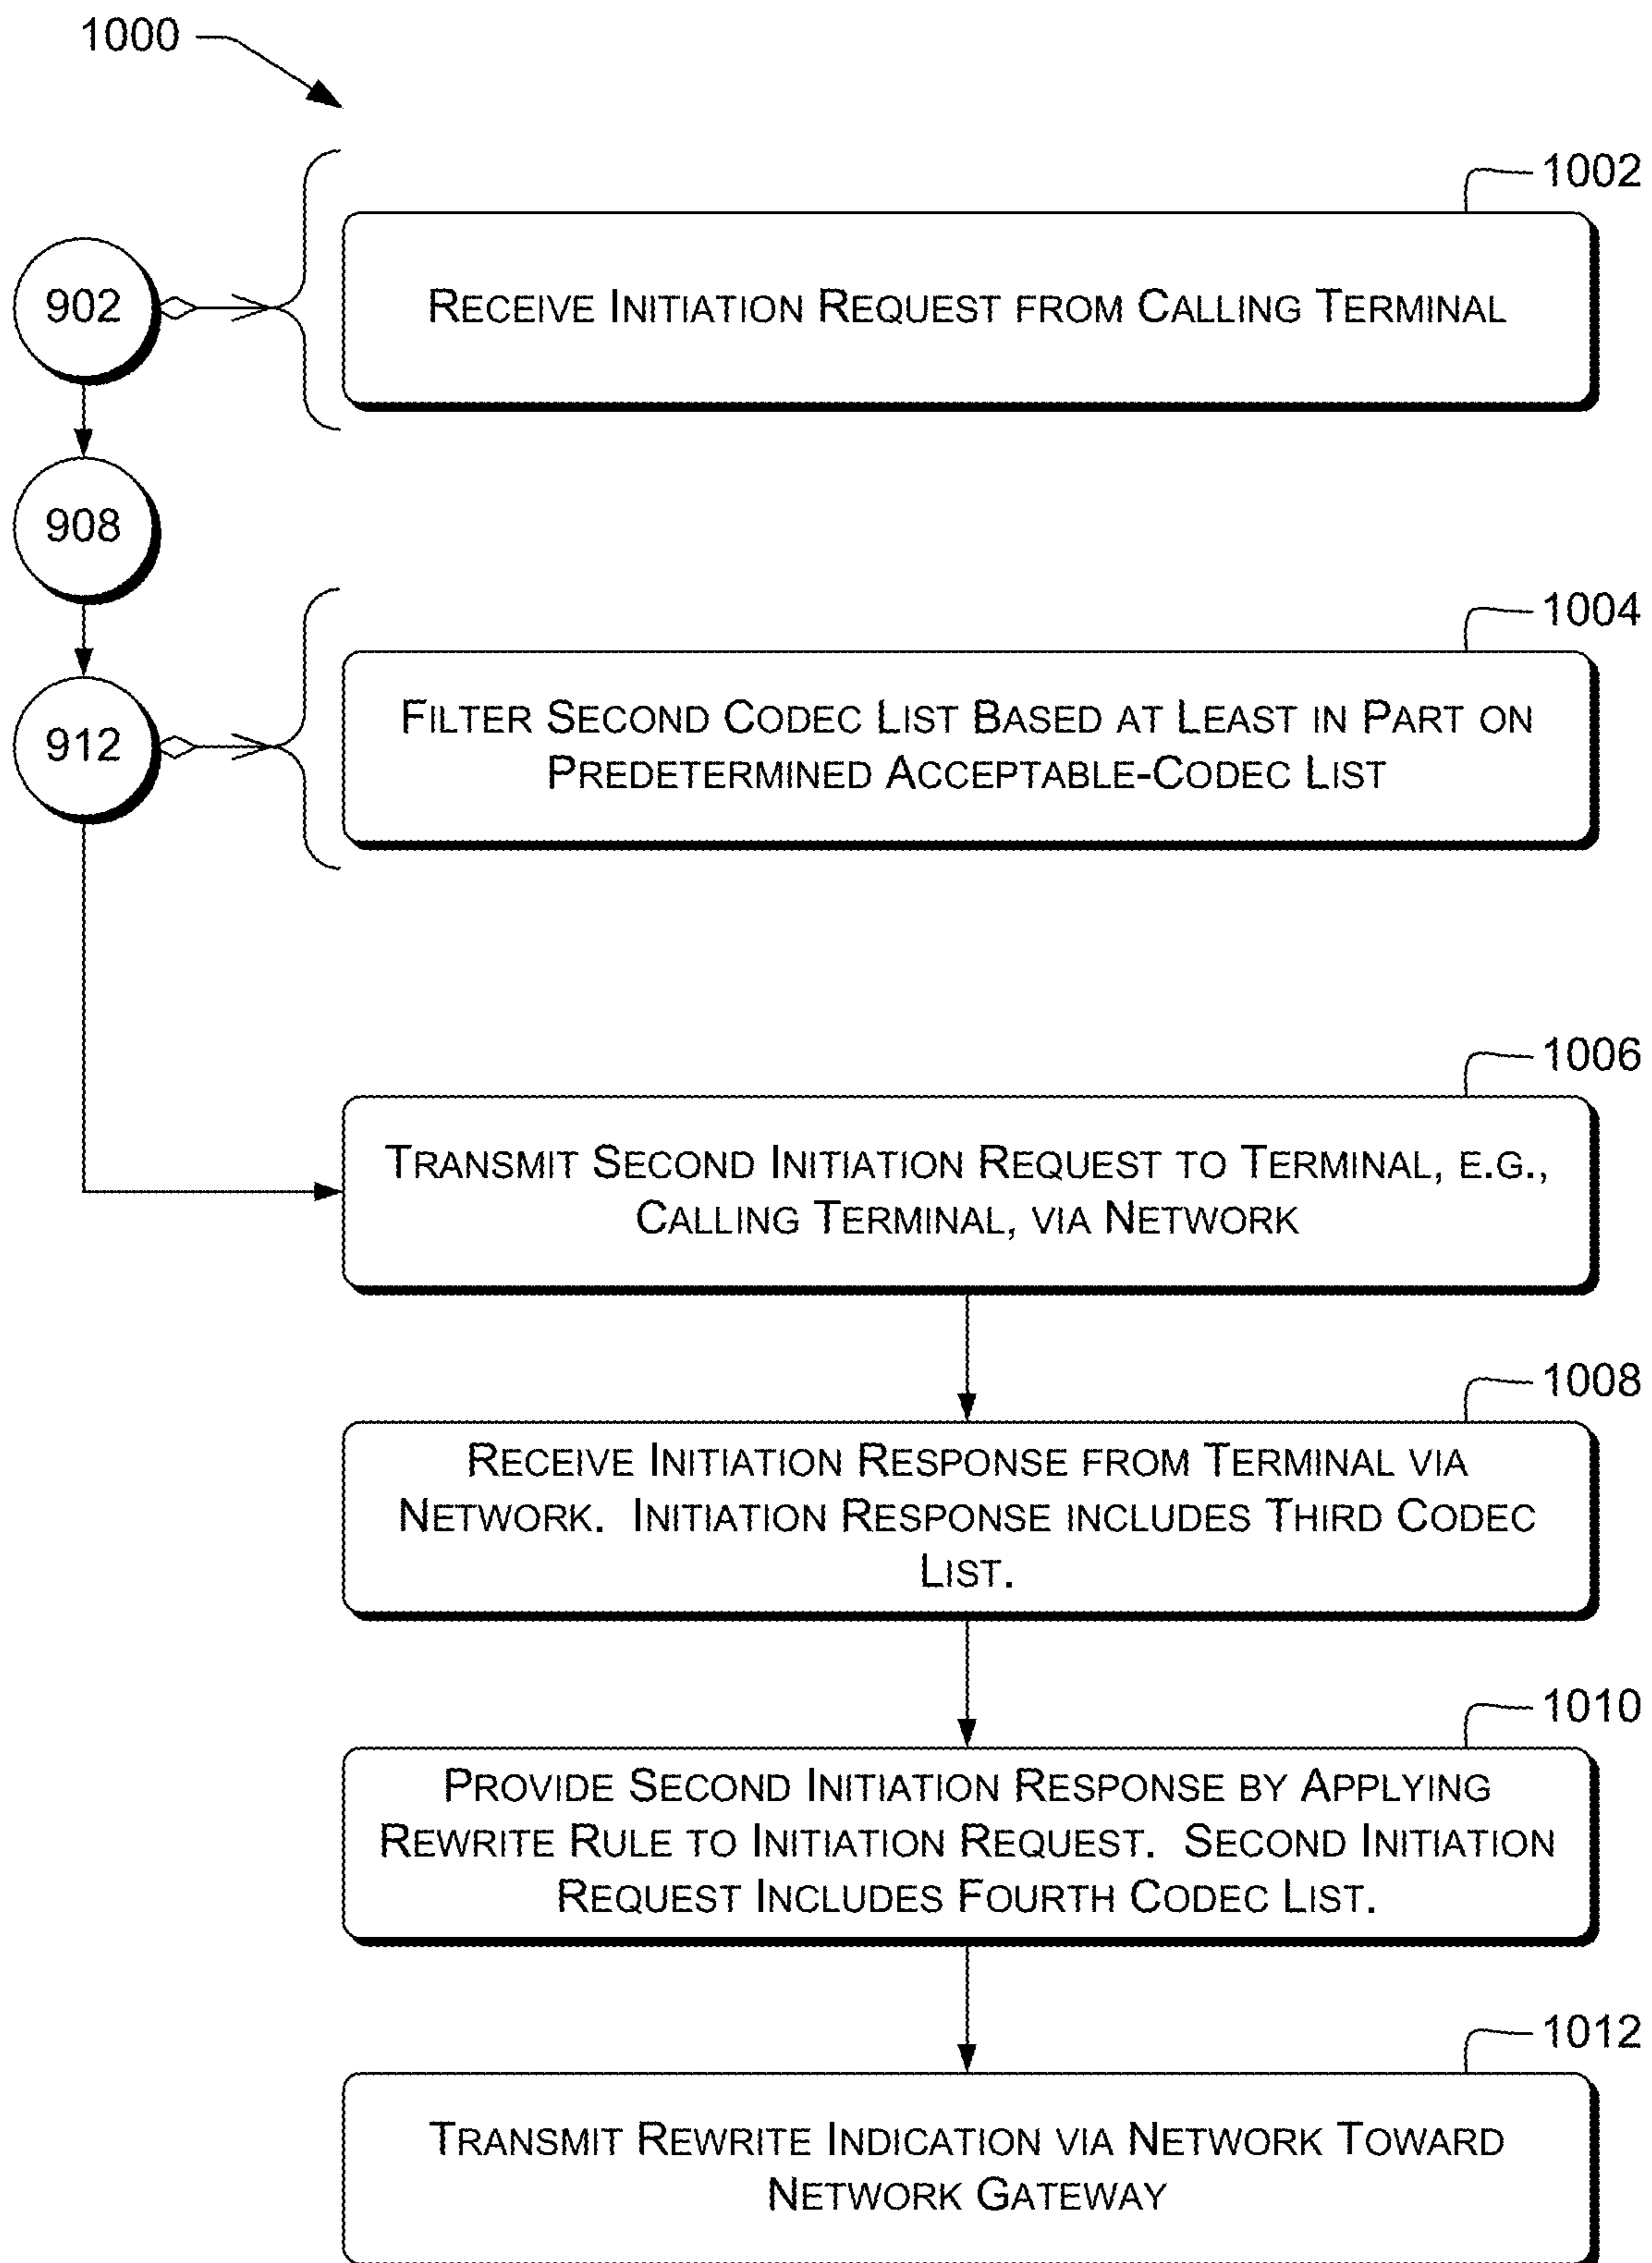 1000
1002
902
RECEIVE INITIATION REQUEST FROM CALLING TERMINAL
908
1004
912
FILTER SECOND CODEC LIST BASED AT LEAST IN PART ON
PREDETERMINED ACCEPTABLE-CODEC LIST
1006
TRANSMIT SECOND INITIATION REQUEST TO TERMINAL, E.G.,
CALLING TERMINAL, VIA NETWORK
1008
RECEIVE INITIATION RESPONSE FROM TERMINAL VIA
NETWORK. INITIATION RESPONSE INCLUDES THIRD CODEC
LIST.
1010
PROVIDE SECOND INITIATION RESPONSE BY APPLYING
REWRITE RULE TO INITIATION REQUEST. SECOND INITIATION
REQUEST INCLUDES FOURTH CODEC LIST.
1012
TRANSMIT REWRITE INDICATION VIA NETWORK TOWARD
NETWORK GATEWAY